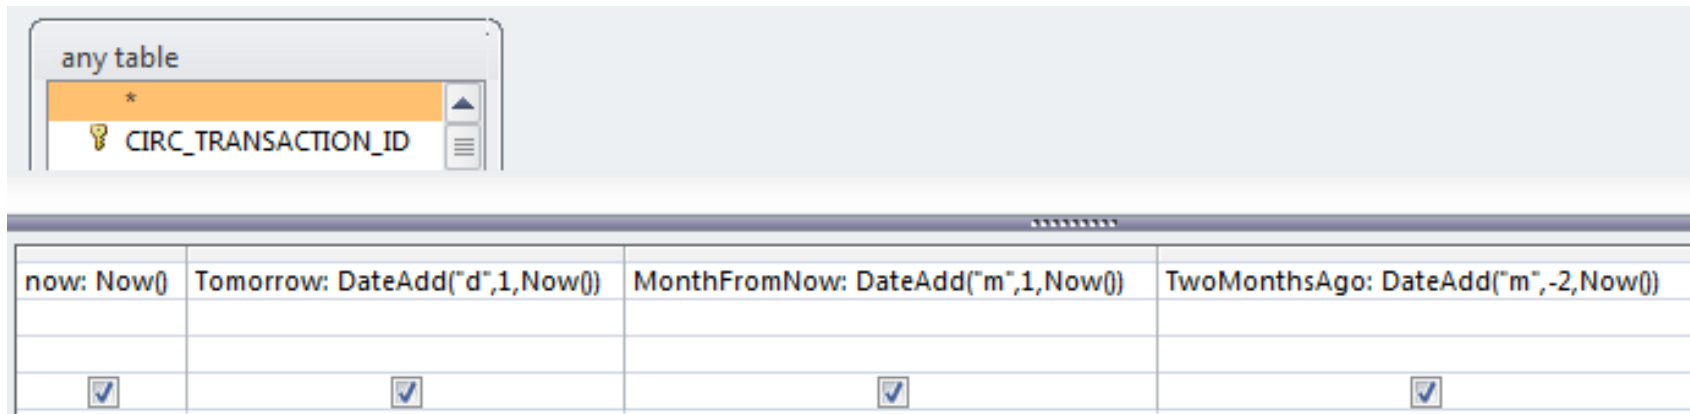 any table
*
CIRC_TRANSACTION_ID
now: Now() Tomorrow: DateAdd("d",1,Now()) MonthFromNow: DateAdd("m",1,Now()) TwoMonthsAgo: DateAdd("m",-2,Now())